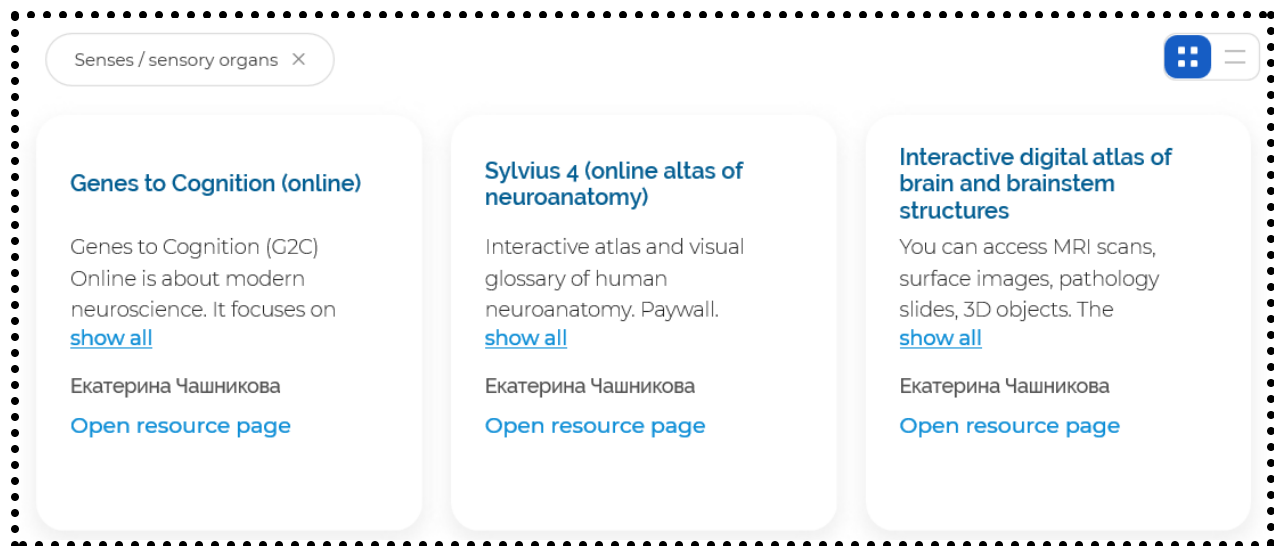 Senses / sensory organs ×
Genes to Cognition (online)
Genes to Cognition (G2C)
Online is about modern
neuroscience. It focuses on
show all
Екатерина Чашникова
Open resource page
Sylvius 4 (online altas of
neuroanatomy)
Interactive atlas and visual
glossary of human
neuroanatomy. Paywall.
show all
Екатерина Чашникова
Open resource page
Interactive digital atlas of
brain and brainstem
structures
You can access MRI scans,
surface images, pathology
slides, 3D objects. The
show all
Екатерина Чашникова
Open resource page